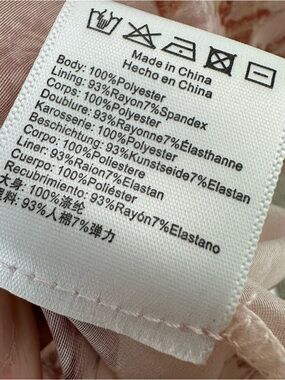 Made in China
Hecho en China
Body: 100%Polyester
Lining: 93%Rayon7%Spandex
Corps: 100%Polyester
Doublure: 93%Rayonne7%Élasthanne
Karosserie: 100%Polyester
Beschichtung: 93%Kunstseide7%Elastan
Corpo: 100%Poliestere
Liner: 93%Raion7%Elastan
Cuerpo: 100%Poliéster
Recubrimiento: 93%Rayón7%Elastano
大身: 100%涤纶
料: 93%人棉7%弹力